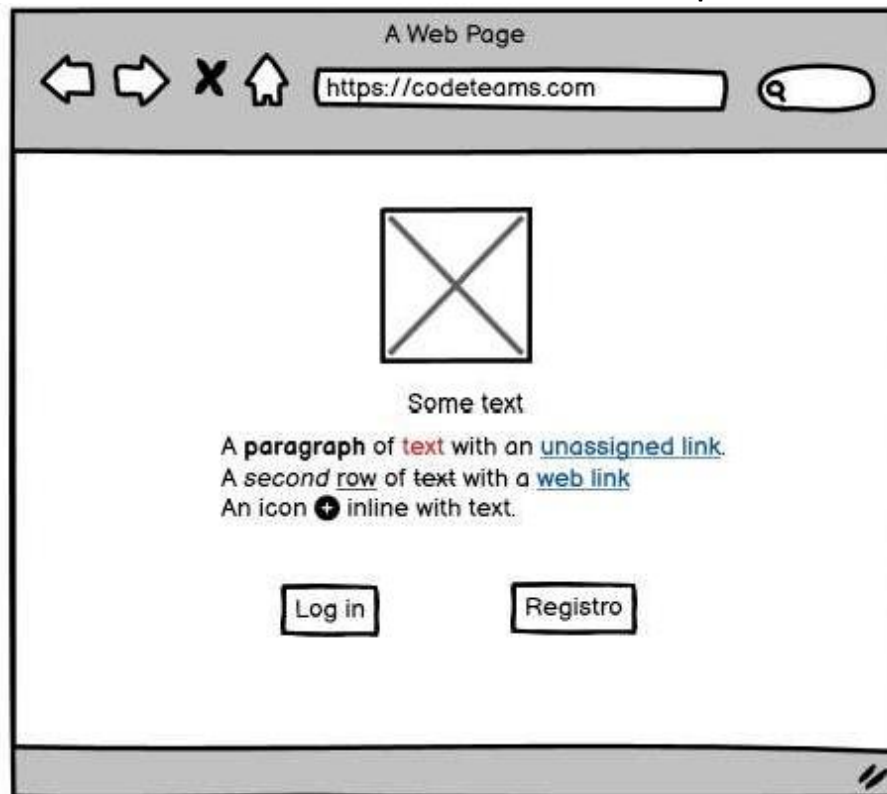 A Web Page
https://codeteams.com
Some text
A paragraph of text with an unassigned link.
A second row of text with a web link
An icon inline with text.
Log in
Registro